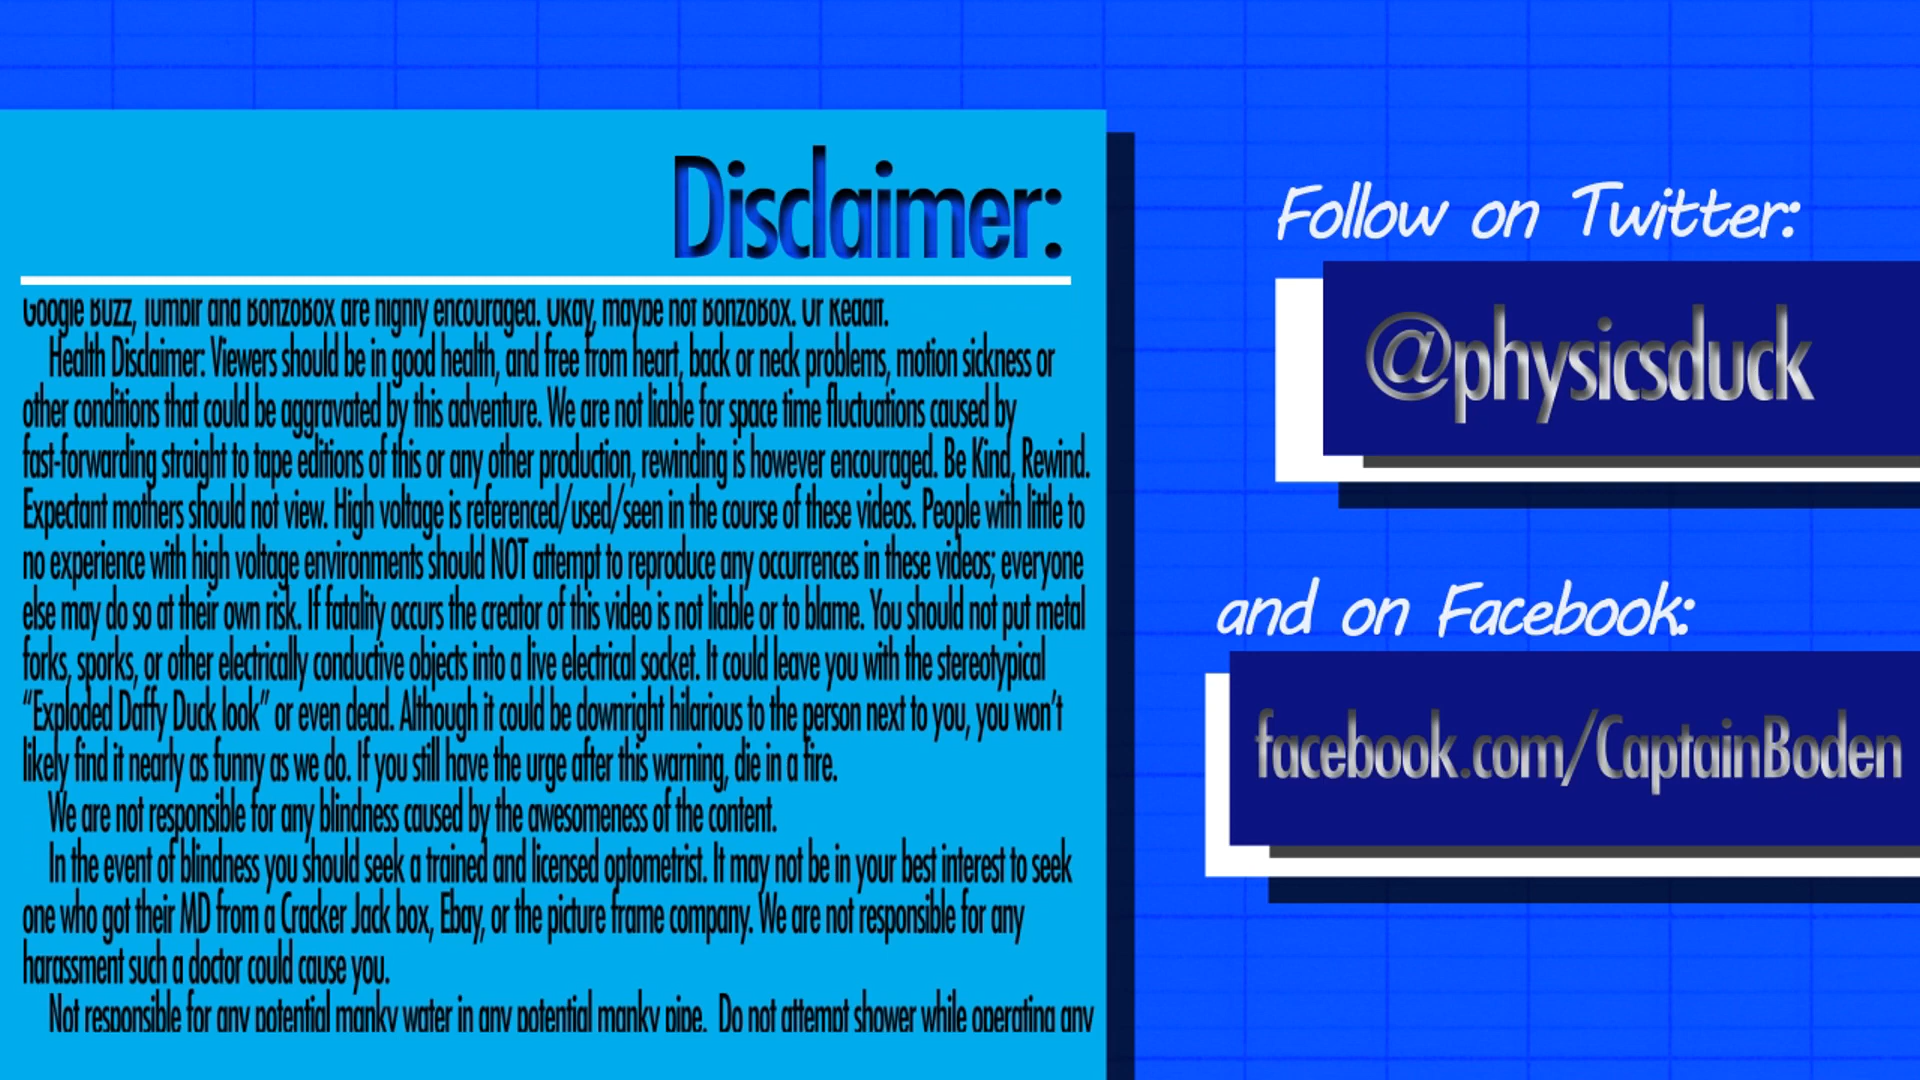 Disclaimer:
Google Buzz, Tumblr and BonzoBox are highly encouraged. Okay, maybe not BonzoBox. Or Reddit.
Health Disclaimer: Viewers should be in good health, and free from heart, back or neck problems, motion sickness or
other conditions that could be aggravated by this adventure. We are not liable for space time fluctuations caused by
fast-forwarding straight to tape editions of this or any other production, rewinding is however encouraged. Be Kind, Rewind.
Expectant mothers should not view. High voltage is referenced/used/seen in the course of these videos. People with little to
no experience with high voltage environments should NOT attempt to reproduce any occurrences in these videos; everyone
else may do so at their own risk. If fatality occurs the creator of this video is not liable or to blame. You should not put metal
forks, sporks, or other electrically conductive objects into a live electrical socket. It could leave you with the stereotypical
“Exploded Daffy Duck look” or even dead. Although it could be downright hilarious to the person next to you, you won’t
likely find it nearly as funny as we do. If you still have the urge after this warning, die in a fire.
We are not responsible for any blindness caused by the awesomeness of the content.
In the event of blindness you should seek a trained and licensed optometrist. It may not be in your best interest to seek
one who got their MD from a Cracker Jack box, Ebay, or the picture frame company. We are not responsible for any
harassment such a doctor could cause you.
Not responsible for any potential manky water in any potential manky pipe. Do not attempt shower while operating any
Follow on Twitter:
@physicsduck
and on Facebook:
facebook.com/CaptainBoden